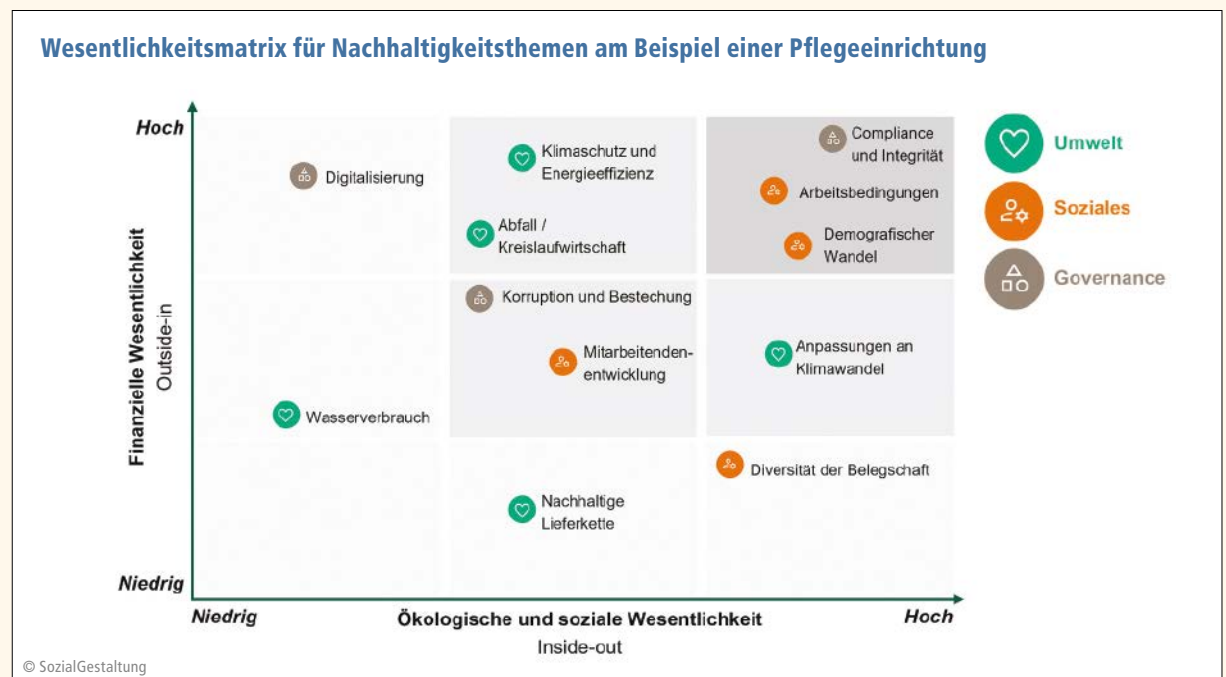 Wesentlichkeitsmatrix für Nachhaltigkeitsthemen am Beispiel einer Pflegeeinrichtung
Hoch
Finanzielle Wesentlichkeit
Outside-in
Niedrig
Digitalisierung
Klimaschutz und
Energieeffizienz
Abfall /
Kreislaufwirtschaft
Compliance
und Integrität
Arbeitsbedingungen
Demografischer
Wandel
Korruption und Bestechung
Mitarbeitenden-
entwicklung
Anpassungen an
Klimawandel
Wasserverbrauch
Diversität der Belegschaft
Nachhaltige
Lieferkette
Niedrig
Ökologische und soziale Wesentlichkeit
Hoch
Inside-out
Umwelt
Soziales
Governance
© SozialGestaltung